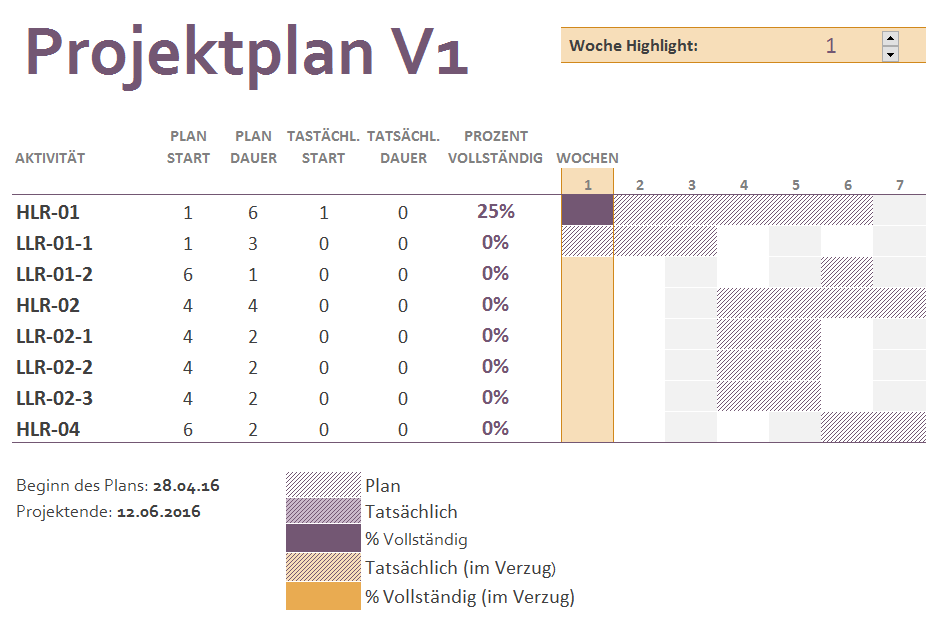 Projektplan V1
Woche Highlight: 1
PLAN PLAN TASTÄCHL. TATSÄCHL. PROZENT
AKTIVITÄT START DAUER START DAUER VOLLSTÄNDIG WOCHEN
1 2 3 4 5 6 7
HLR-01 1 6 1 0 25%
LLR-01-1 1 3 0 0 0%
LLR-01-2 6 1 0 0 0%
HLR-02 4 4 0 0 0%
LLR-02-1 4 2 0 0 0%
LLR-02-2 4 2 0 0 0%
LLR-02-3 4 2 0 0 0%
HLR-04 6 2 0 0 0%
Beginn des Plans: 28.04.16
Projektende: 12.06.2016
Plan
Tatsächlich
% Vollständig
Tatsächlich (im Verzug)
% Vollständig (im Verzug)